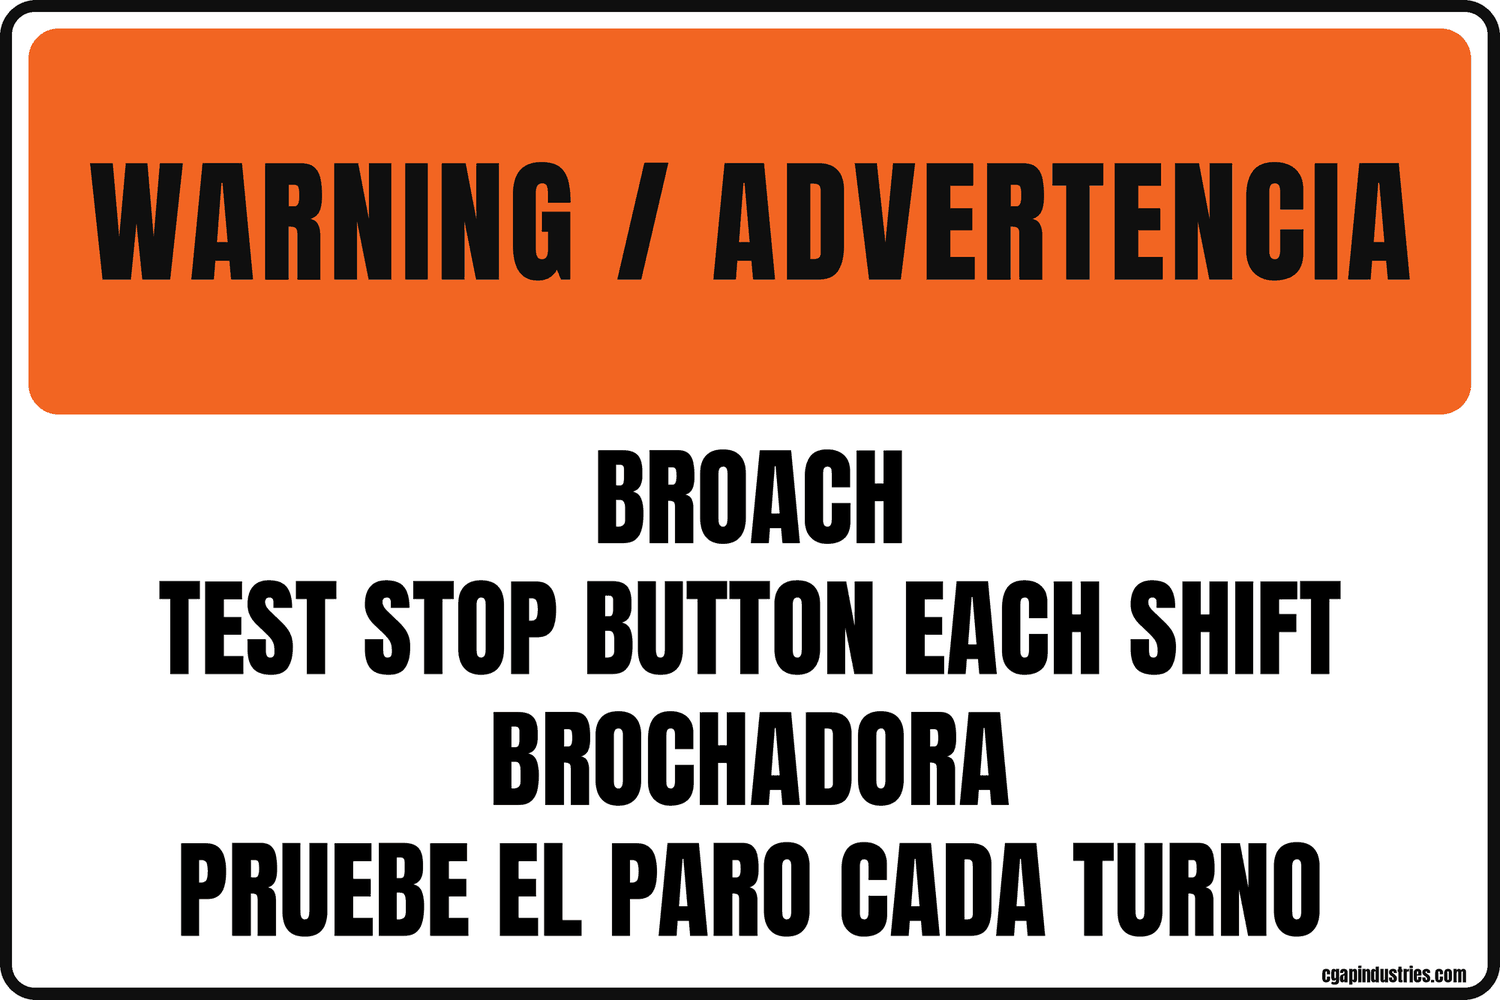 WARNING / ADVERTENCIA
BROACH
TEST STOP BUTTON EACH SHIFT
BROCHADORA
PRUEBE EL PARO CADA TURNO
cgapindustries.com